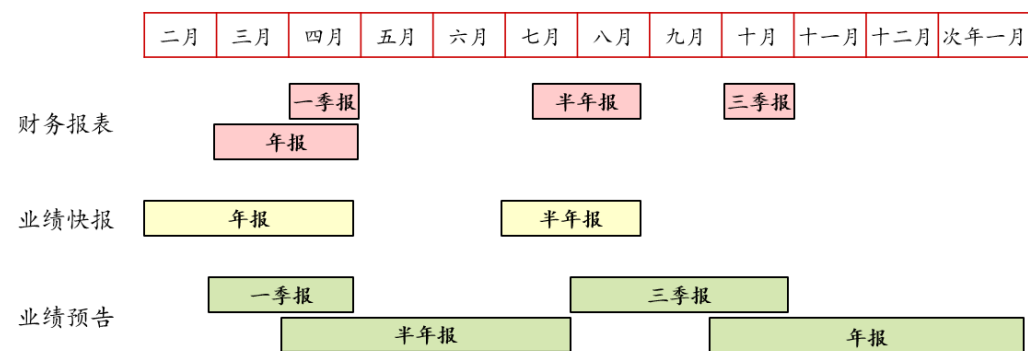 二月 三月 四月 五月 六月 七月 八月 九月 十月 十一月 十二月 次年一月
一季报 半年报 三季报
财务报表
年报
业绩快报 年报 半年报
一季报 三季报
业绩预告
半年报 年报